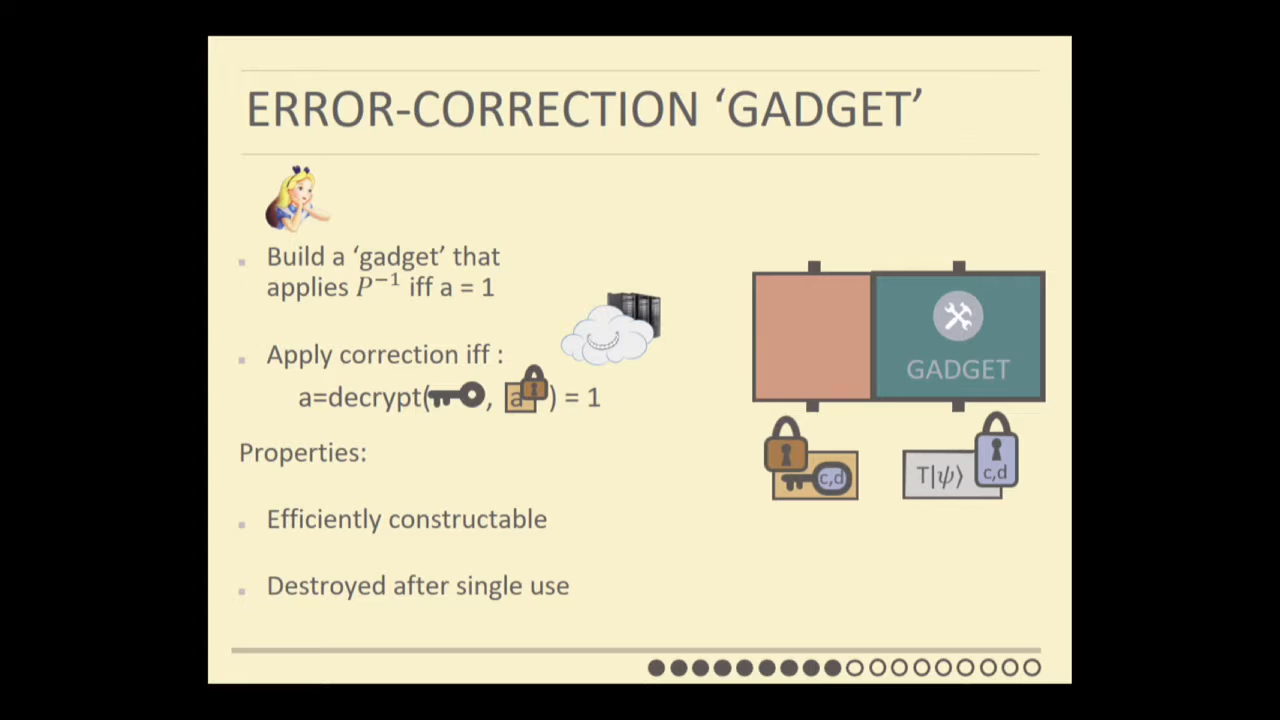 ERROR-CORRECTION ‘GADGET’
Build a ‘gadget’ that
applies P⁻¹ iff a = 1
Apply correction iff :
a=decrypt( , a ) = 1
Properties:
Efficiently constructable
Destroyed after single use
GADGET
c,d
T|ψ⟩
c,d